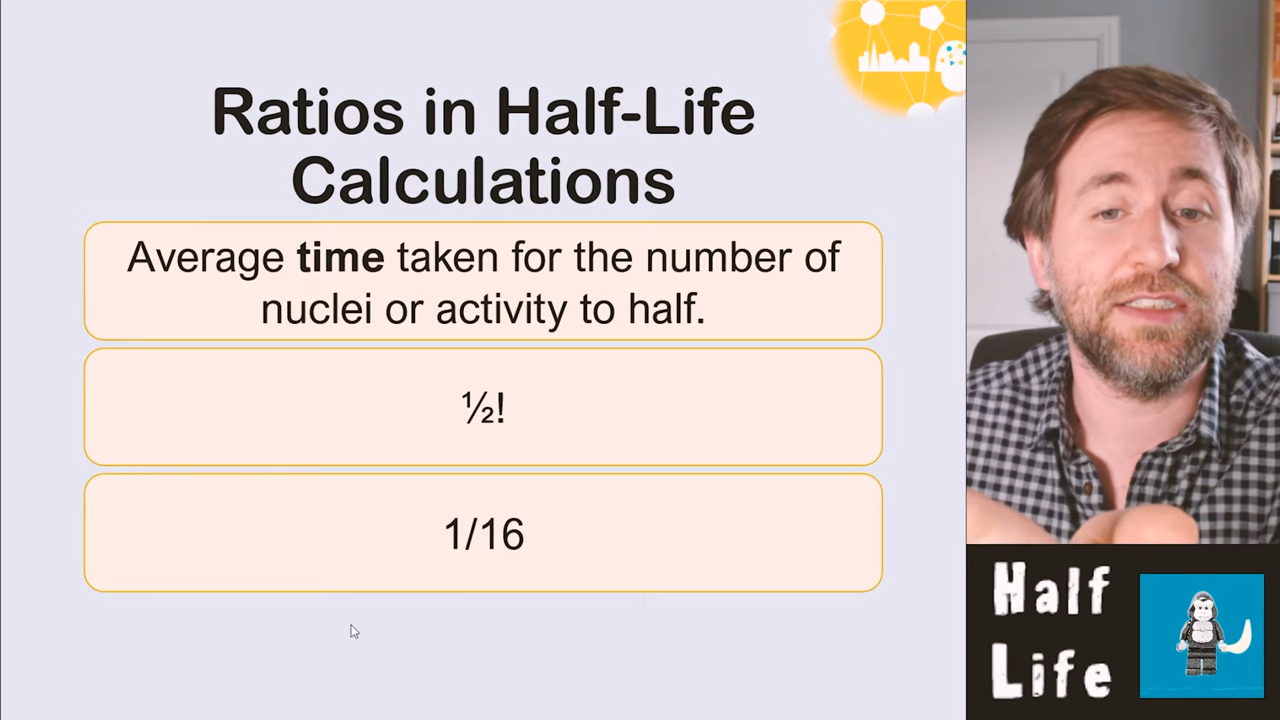 Ratios in Half-Life
Calculations
Average time taken for the number of
nuclei or activity to half.
½!
1/16
Half
Life